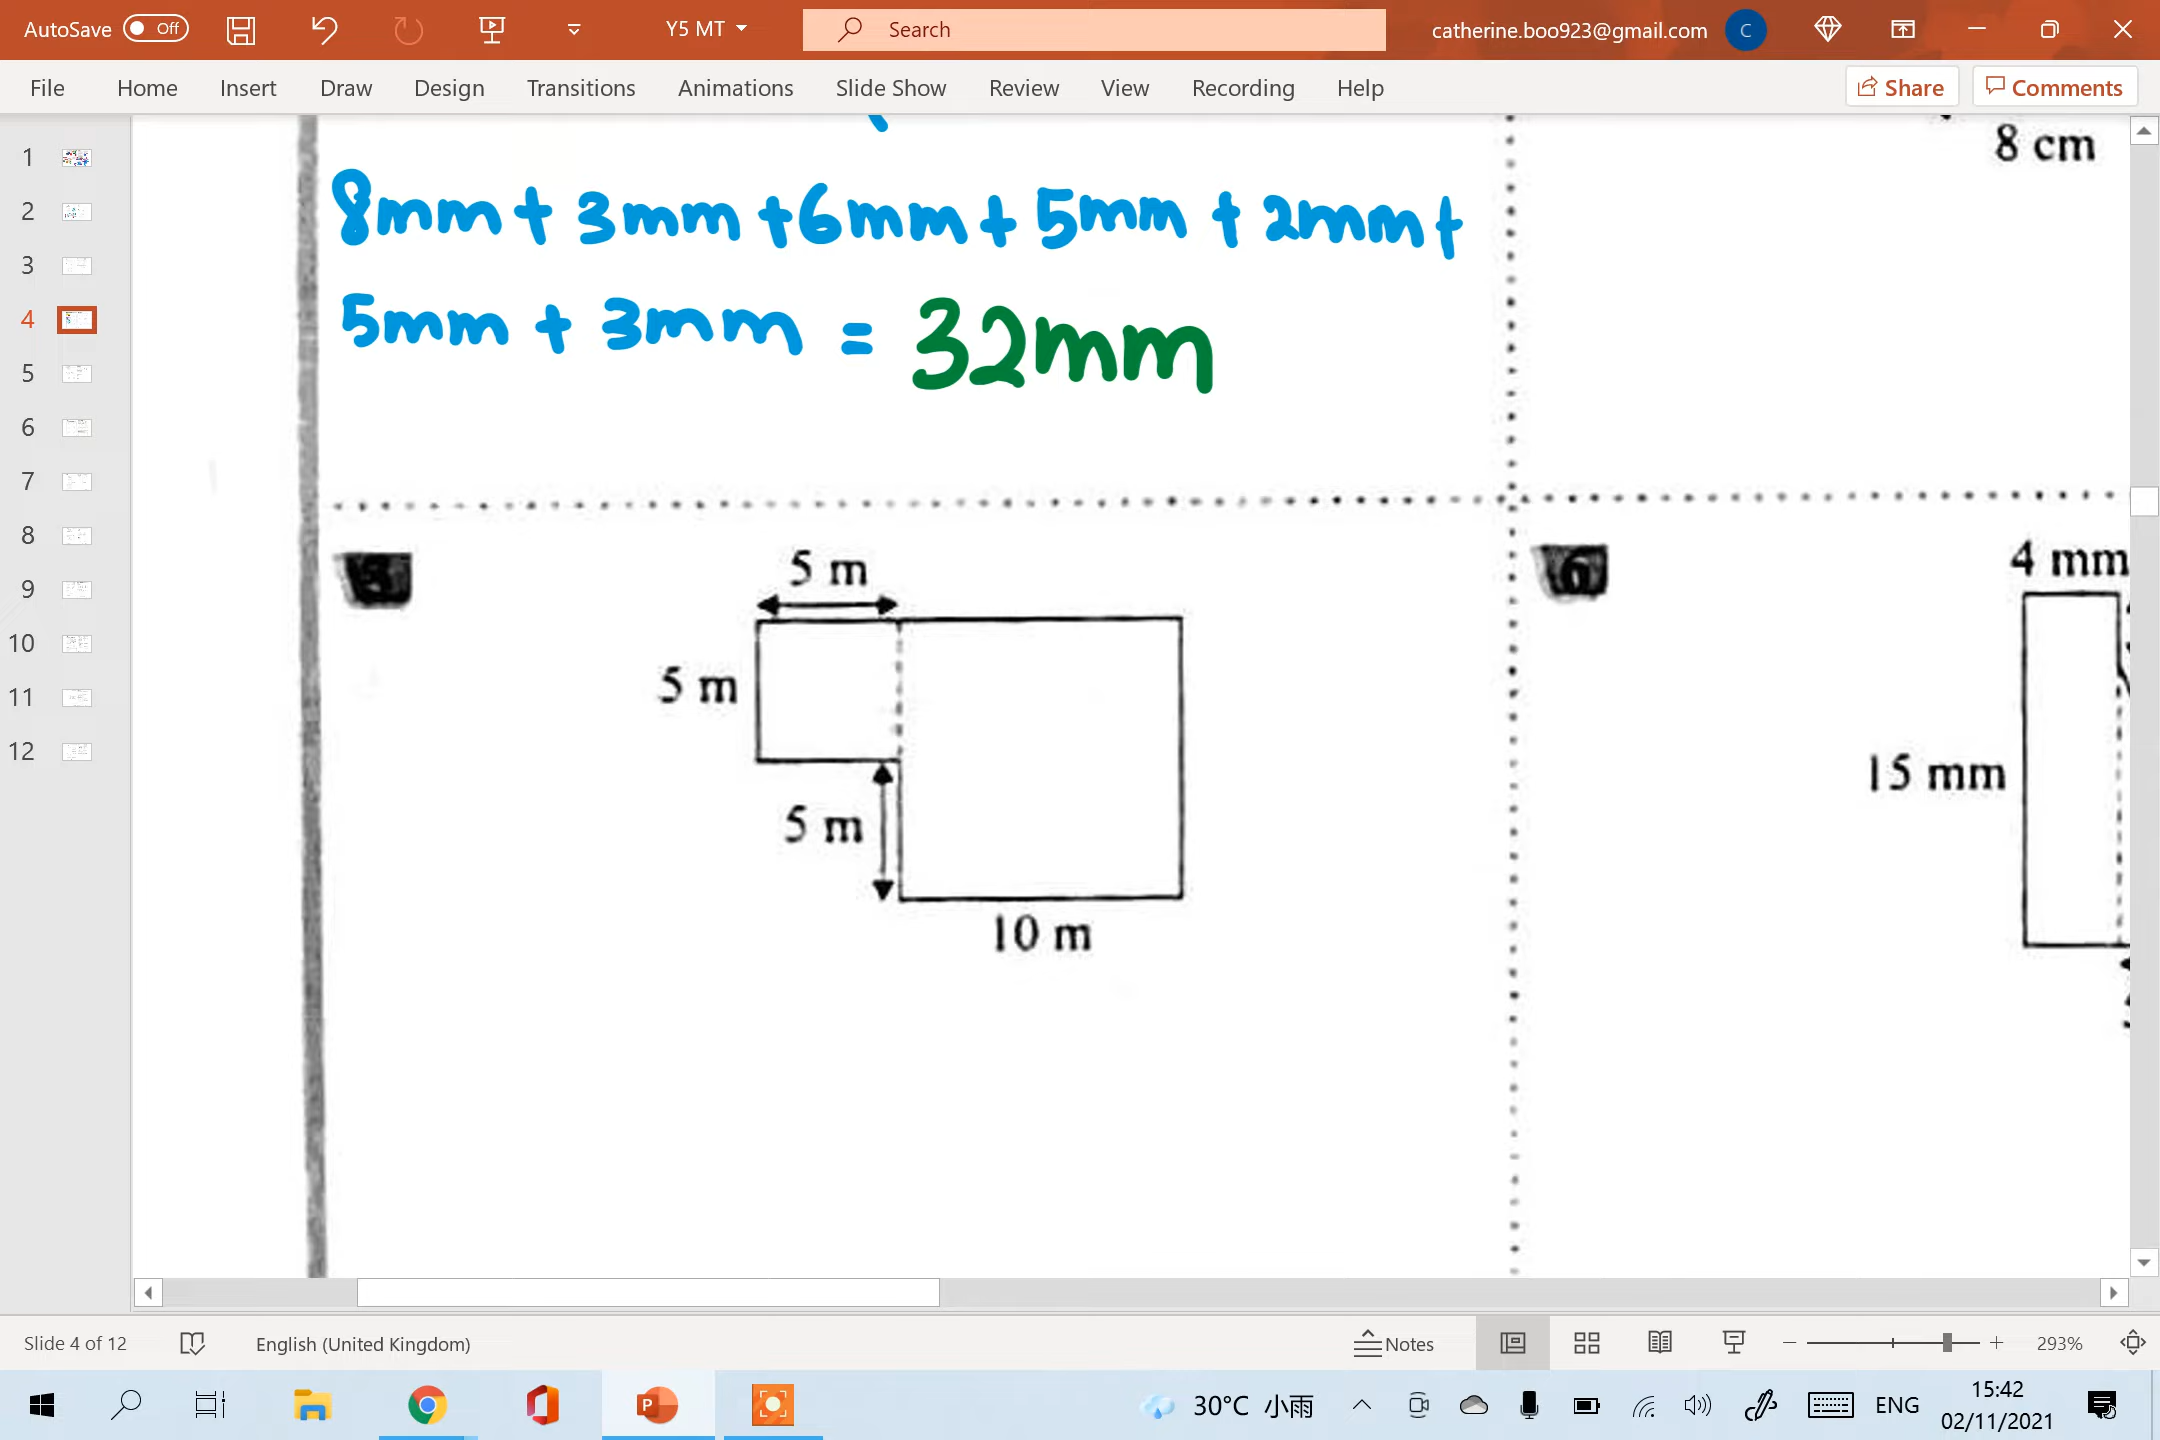 AutoSave Off Y5 MT Search catherine.boo923@gmail.com C
File Home Insert Draw Design Transitions Animations Slide Show Review View Recording Help Share Comments
1
2
3
4
5
6
7
8
9
10
11
12
8 cm
8mm + 3mm + 6mm + 5mm + 2mm +
5mm + 3mm = 32mm
5
5 m
5 m
5 m
10 m
6
4 mm
15 mm
Slide 4 of 12 English (United Kingdom) Notes 293%
P 30°C 小雨 ENG 15:42
02/11/2021